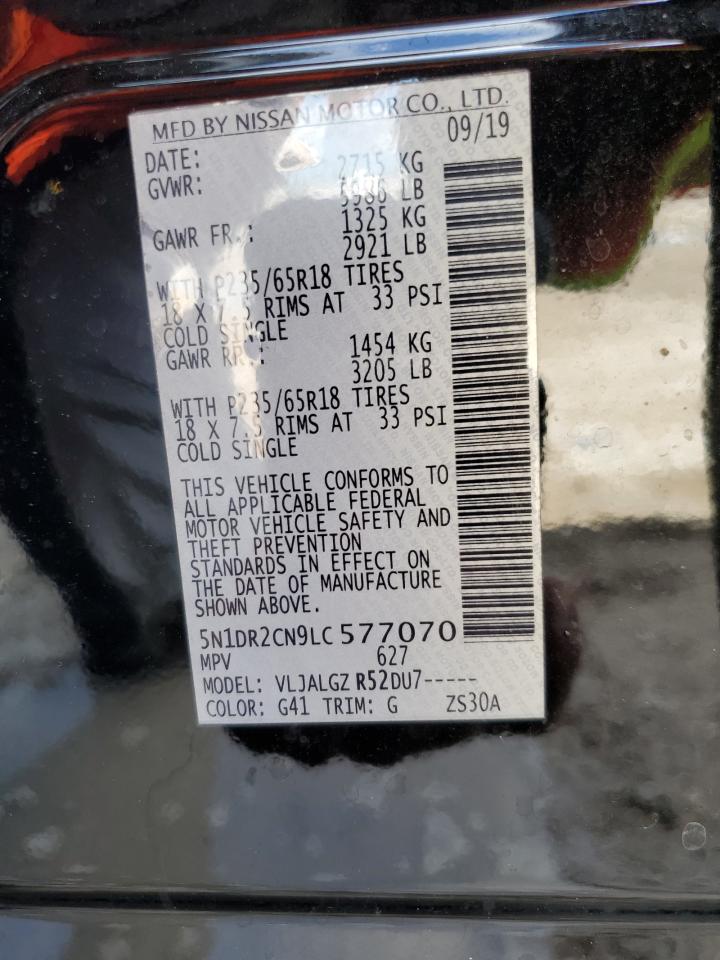 MFD BY NISSAN MOTOR CO., LTD.
DATE: 09/19
GVWR: 2715 KG
5986 LB
GAWR FR.: 1325 KG
2921 LB
WITH P235/65R18 TIRES
18 X 7.5 RIMS AT 33 PSI
COLD SINGLE
GAWR RR.: 1454 KG
3205 LB
WITH P235/65R18 TIRES
18 X 7.5 RIMS AT 33 PSI
COLD SINGLE
THIS VEHICLE CONFORMS TO
ALL APPLICABLE FEDERAL
MOTOR VEHICLE SAFETY AND
THEFT PREVENTION
STANDARDS IN EFFECT ON
THE DATE OF MANUFACTURE
SHOWN ABOVE.
5N1DR2CN9LC 577070
MPV 627
MODEL: VLJALGZ R52DU7-----
COLOR: G41 TRIM: G ZS30A